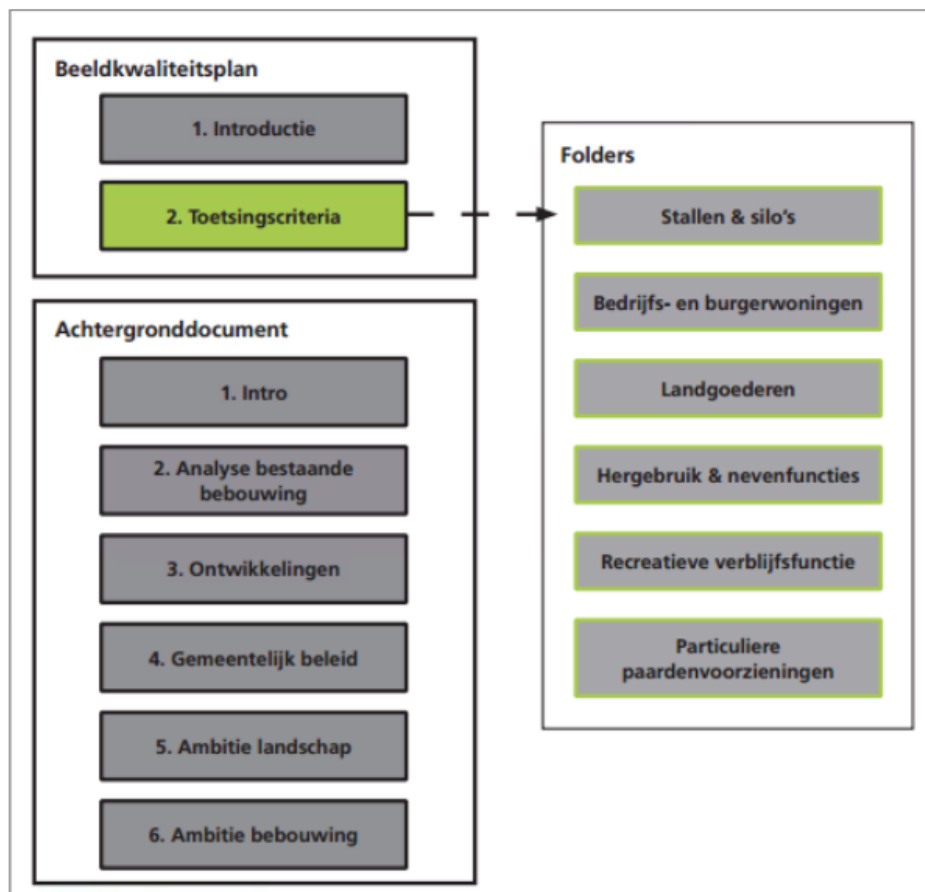 Beeldkwaliteitsplan
1. Introductie
2. Toetsingscriteria
Achtergronddocument
1. Intro
2. Analyse bestaande
bebouwing
3. Ontwikkelingen
4. Gemeentelijk beleid
5. Ambitie landschap
6. Ambitie bebouwing
Folders
Stallen & silo's
Bedrijfs- en burgerwoningen
Landgoederen
Hergebruik & nevenfuncties
Recreatieve verblijfsfunctie
Particuliere
paardenvoorzieningen